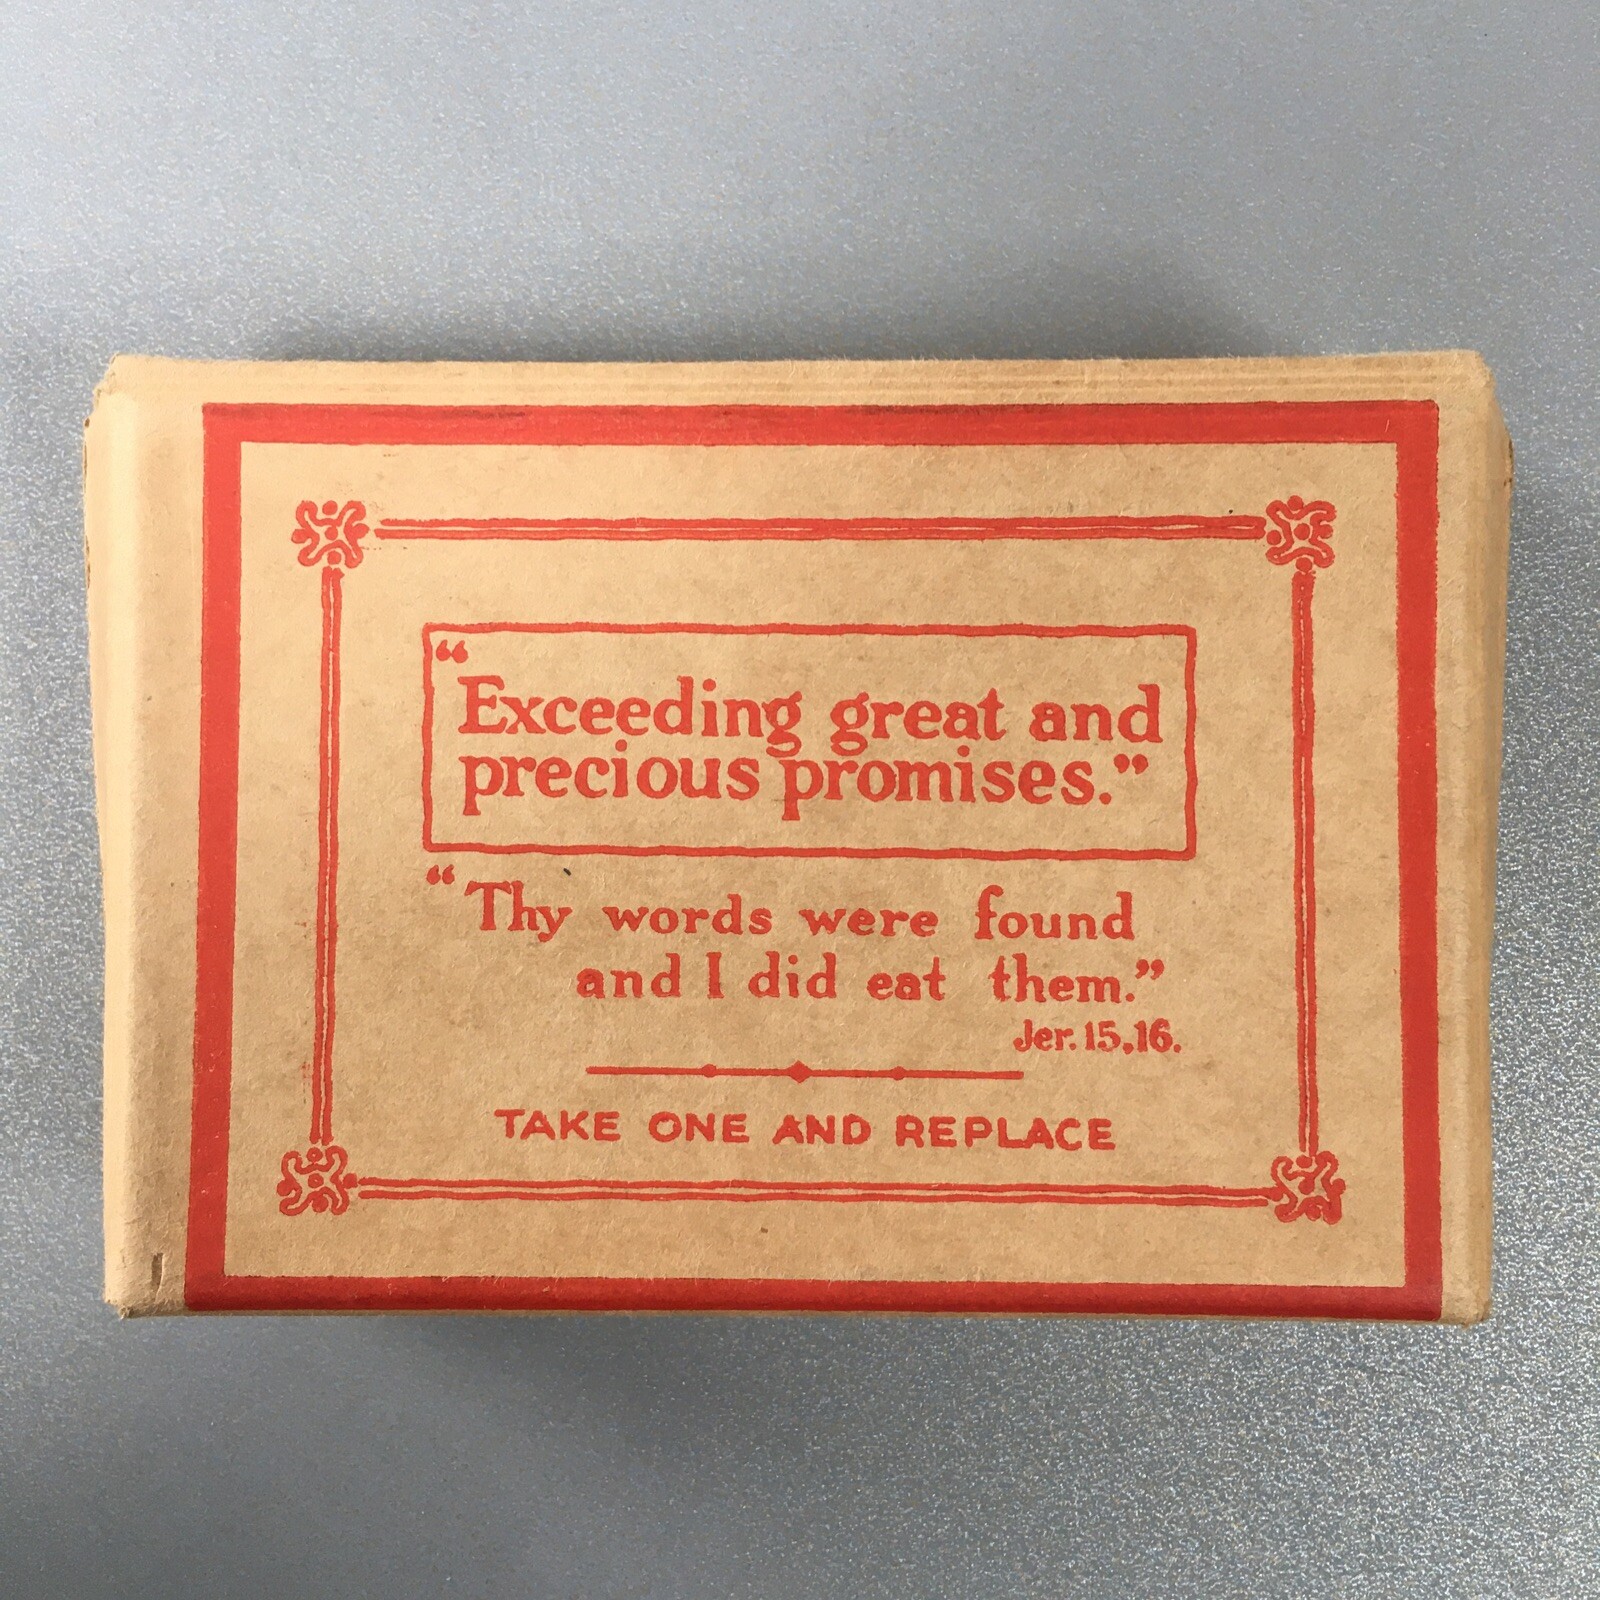 “Exceeding great and
precious promises.”
“Thy words were found
and I did eat them.”
Jer. 15.16.
TAKE ONE AND REPLACE